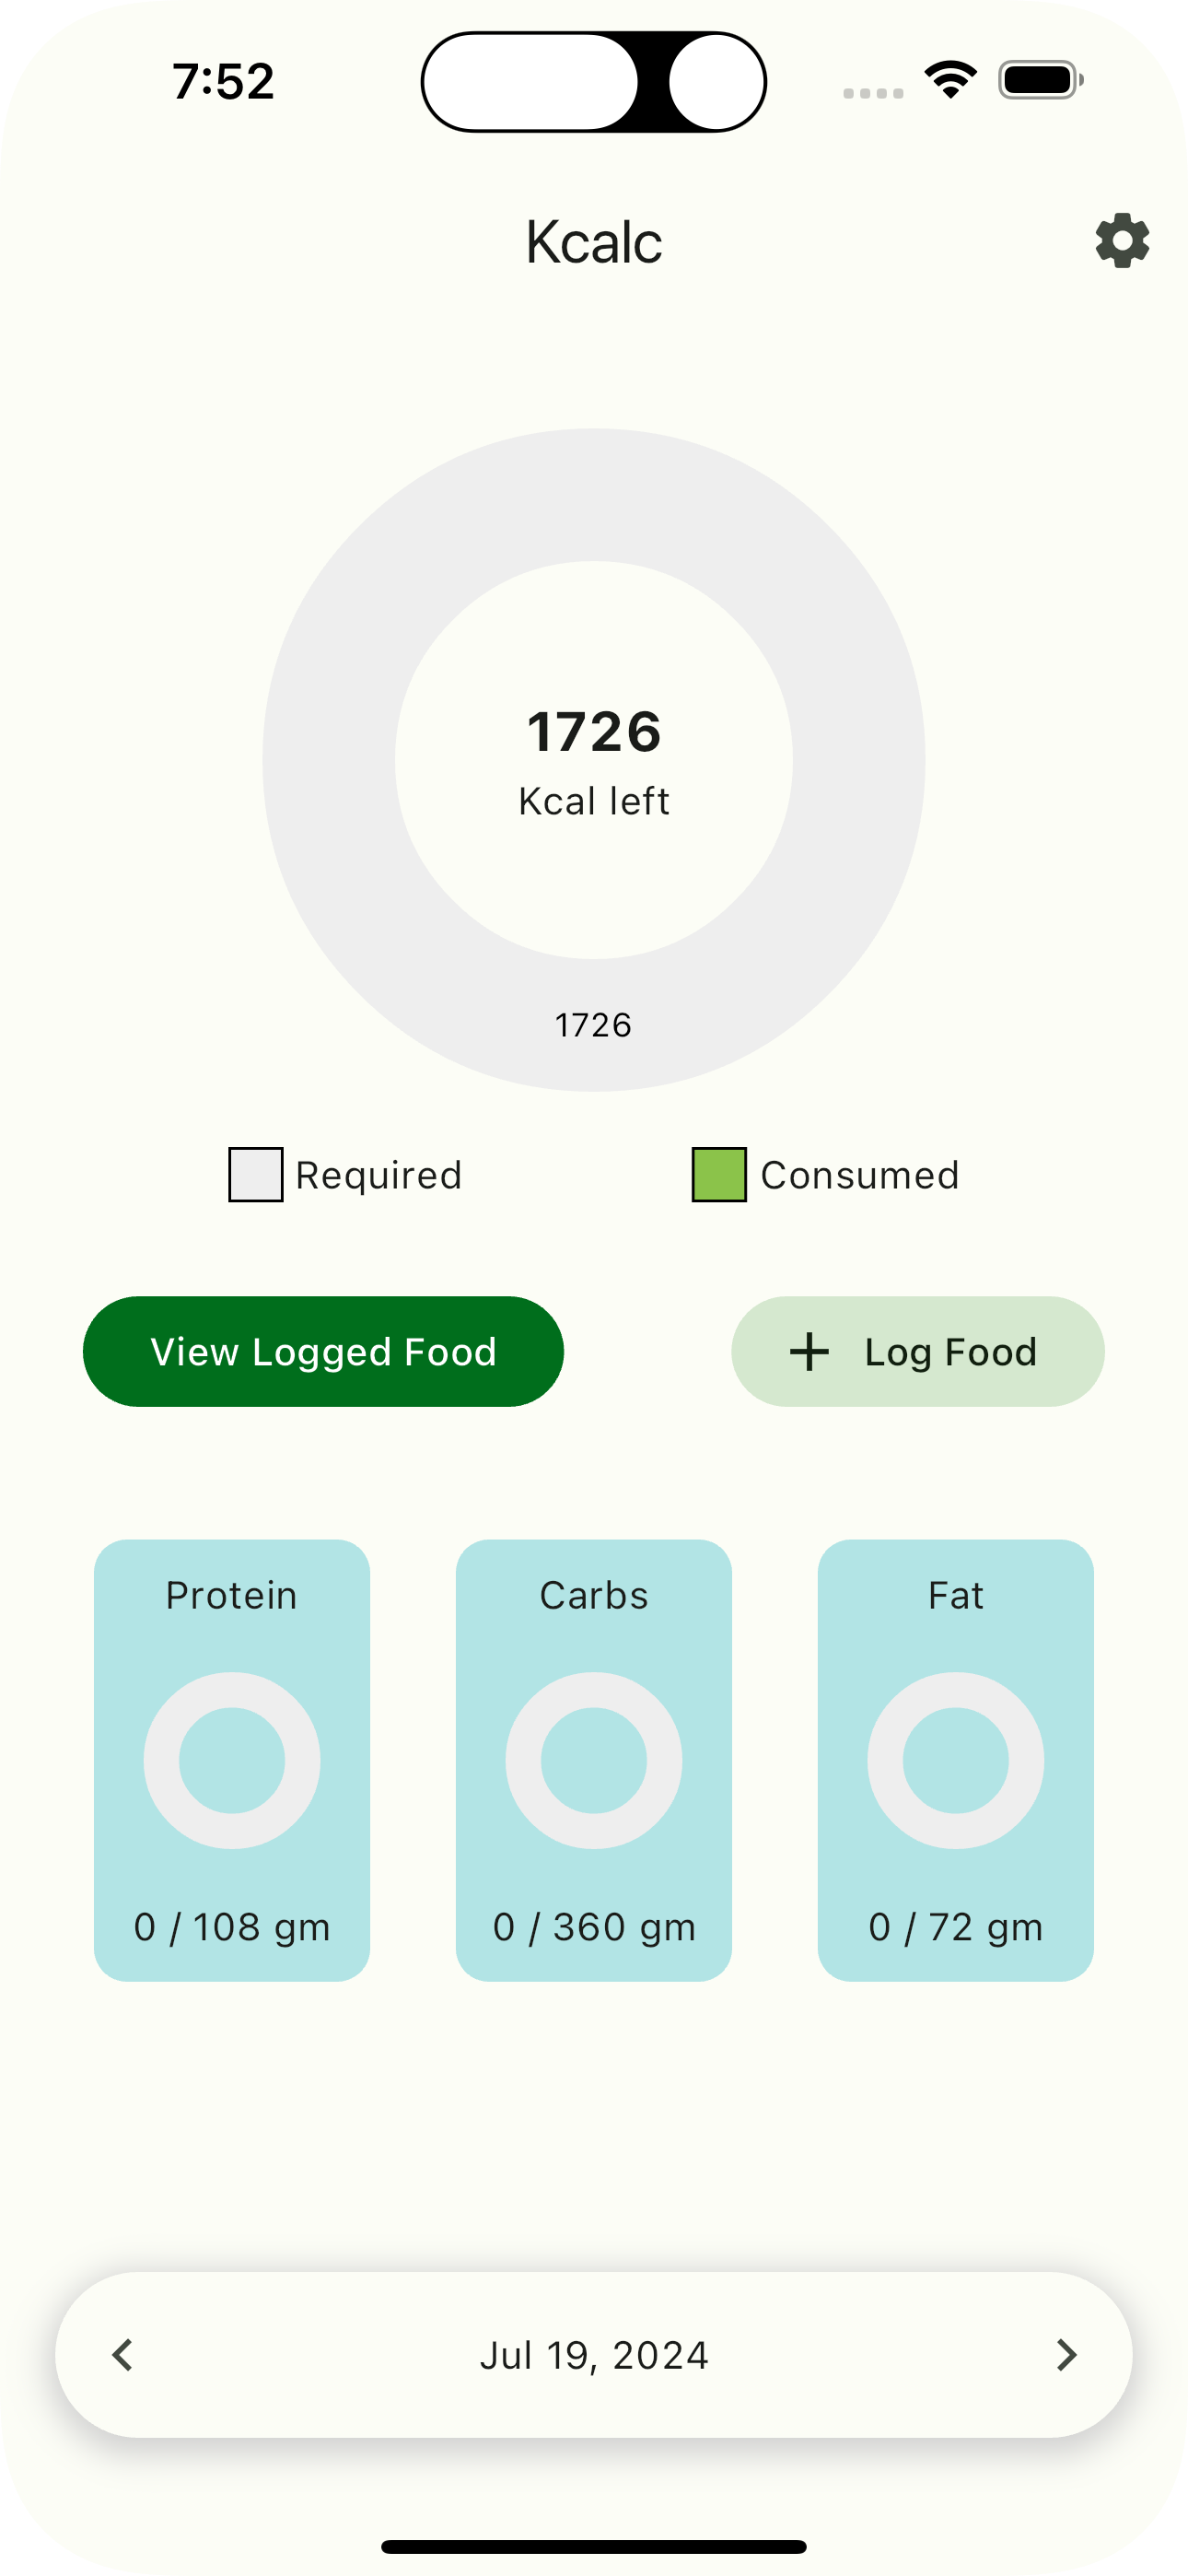 7:52
Kcalc
1726
Kcal left
1726
Required
Consumed
View Logged Food
+ Log Food
Protein
Carbs
Fat
0 / 108 gm
0 / 360 gm
0 / 72 gm
Jul 19, 2024